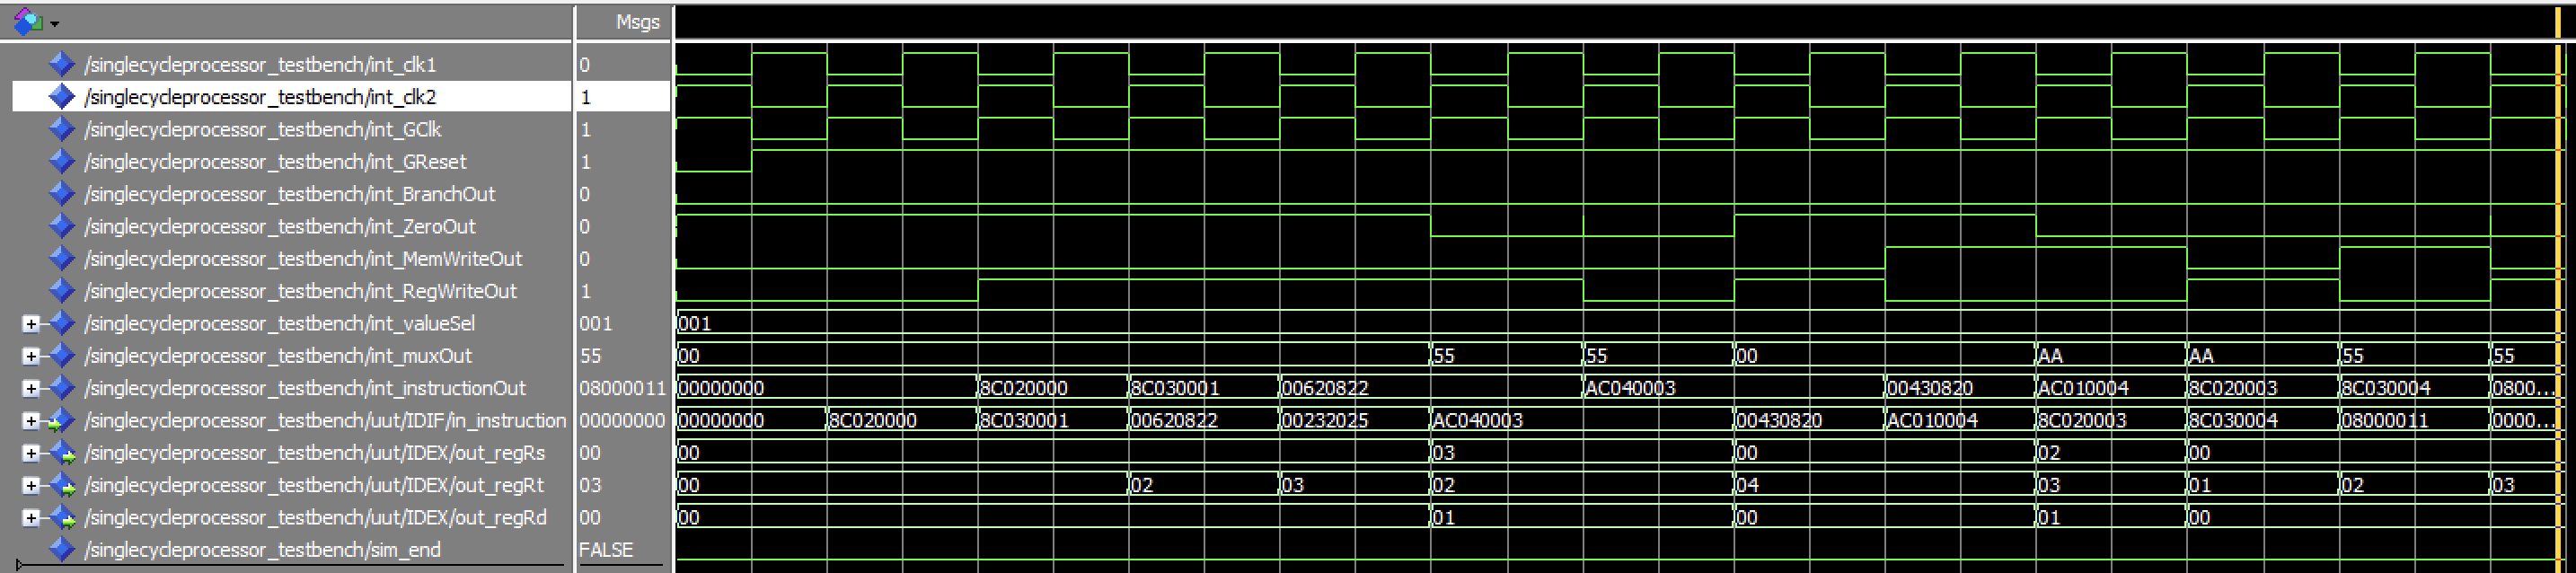 Msgs
/singlecycleprocessor_testbench/int_clk1 0
/singlecycleprocessor_testbench/int_clk2 1
/singlecycleprocessor_testbench/int_GClk 1
/singlecycleprocessor_testbench/int_GReset 1
/singlecycleprocessor_testbench/int_BranchOut 0
/singlecycleprocessor_testbench/int_ZeroOut 0
/singlecycleprocessor_testbench/int_MemWriteOut 0
/singlecycleprocessor_testbench/int_RegWriteOut 1
/singlecycleprocessor_testbench/int_valueSel 001 001
/singlecycleprocessor_testbench/int_muxOut 55 00 55 55 00 AA AA 55 55
/singlecycleprocessor_testbench/int_instructionOut 08000011 00000000 8C020000 8C030001 00620822 AC040003 00430820 AC010004 8C020003 8C030004 0800...
/singlecycleprocessor_testbench/uut/IDIF/in_instruction 00000000 00000000 8C020000 8C030001 00620822 00232025 AC040003 00430820 AC010004 8C020003 8C030004 08000011 0000...
/singlecycleprocessor_testbench/uut/IDEX/out_regRs 00 00 03 00 02 00
/singlecycleprocessor_testbench/uut/IDEX/out_regRt 03 00 02 03 02 04 03 01 02 03
/singlecycleprocessor_testbench/uut/IDEX/out_regRd 00 00 01 00 01 00
/singlecycleprocessor_testbench/sim_end FALSE